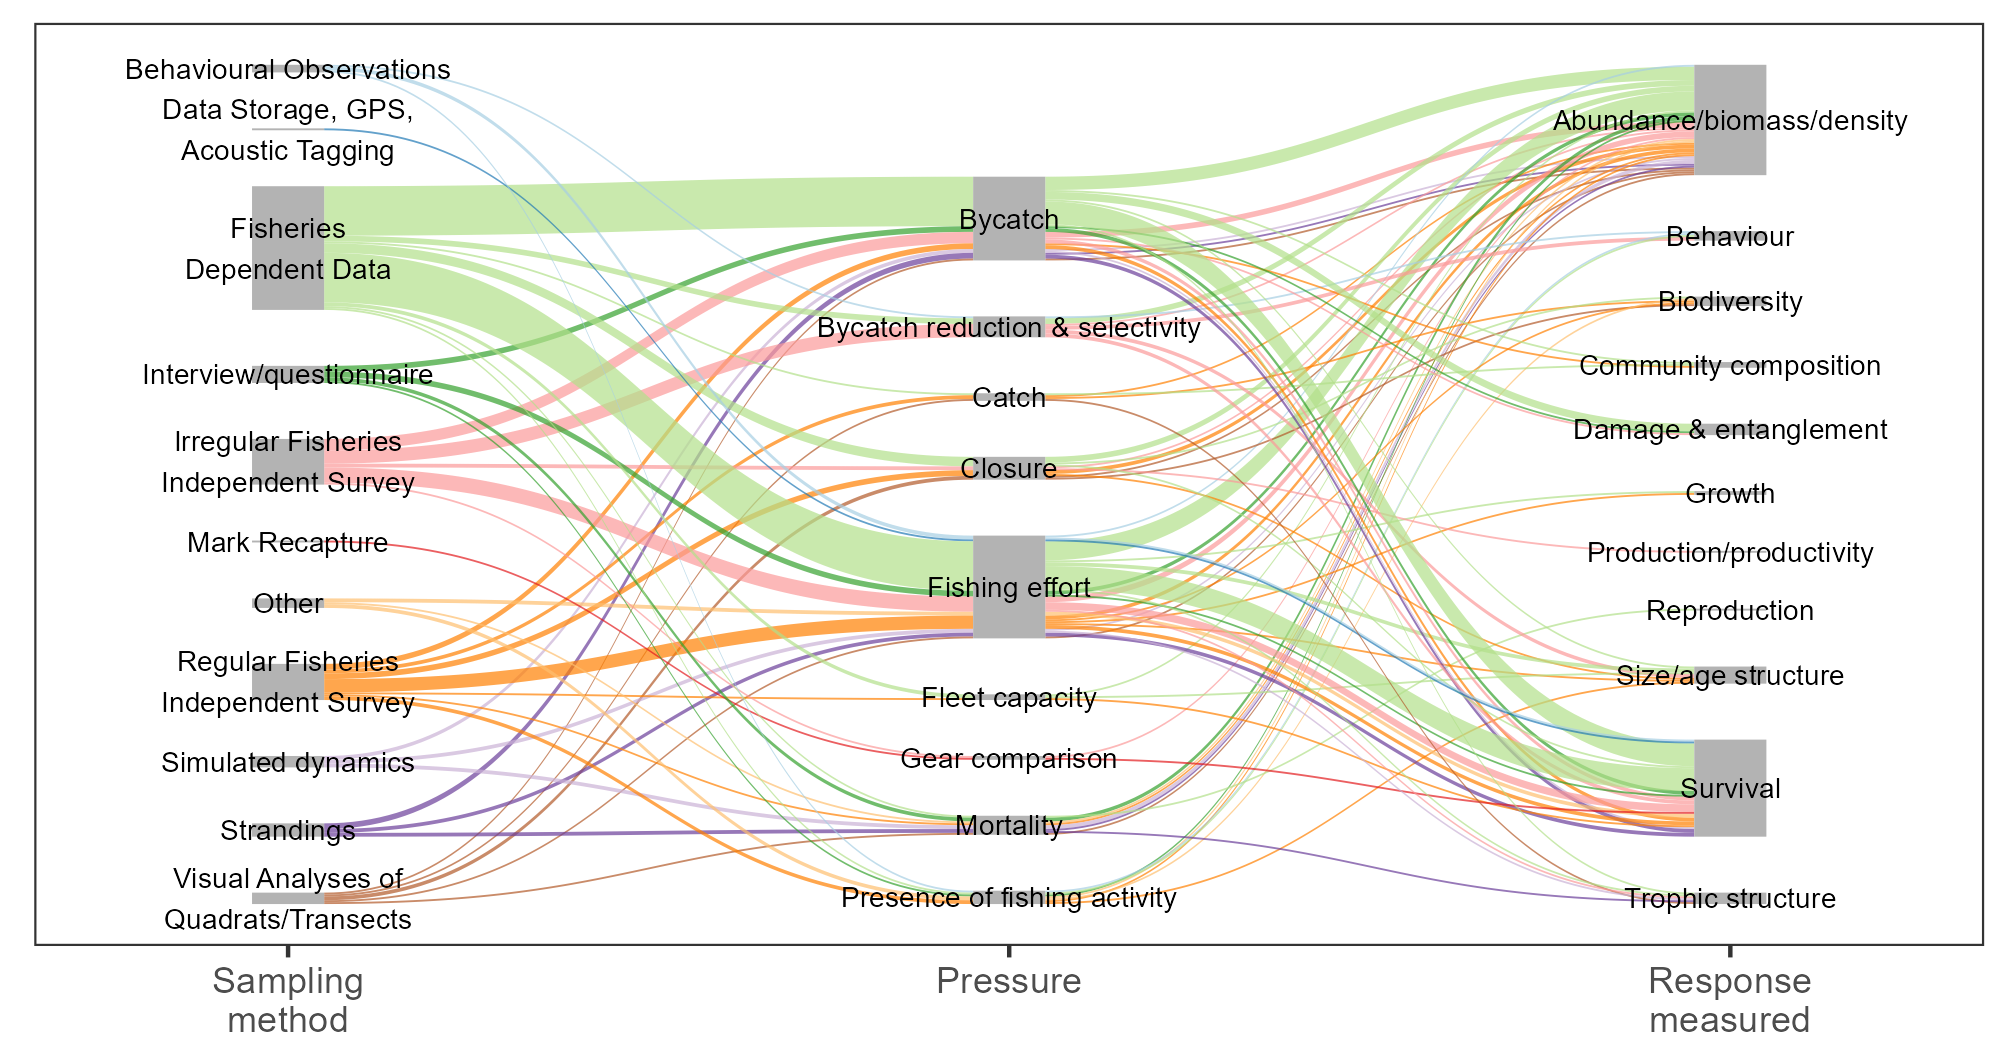 Behavioural Observations
Data Storage, GPS,
Acoustic Tagging
Fisheries
Dependent Data
Interview/questionnaire
Irregular Fisheries
Independent Survey
Mark Recapture
Other
Regular Fisheries
Independent Survey
Simulated dynamics
Strandings
Visual Analyses of
Quadrats/Transects
Bycatch
Bycatch reduction & selectivity
Catch
Closure
Fishing effort
Fleet capacity
Gear comparison
Mortality
Presence of fishing activity
Abundance/biomass/density
Behaviour
Biodiversity
Community composition
Damage & entanglement
Growth
Production/productivity
Reproduction
Size/age structure
Survival
Trophic structure
Sampling
method
Pressure
Response
measured